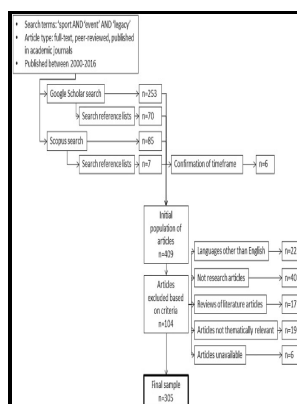 • Search terms: 'sport AND 'event' AND 'legacy'
• Article type: full-text, peer-reviewed, published
in academic journals
• Published between 2000-2016
Google Scholar search
n=253
Search reference lists
n=70
Scopus search
n=85
Search reference lists
n=7
Confirmation of timeframe
n=6
Initial
population of
articles
n=409
Articles
excluded based
on criteria
n=104
Languages other than English
n=22
Not research articles
n=40
Reviews of literature articles
n=17
Articles not thematically relevant
n=19
Articles unavailable
n=6
Final sample
n=305